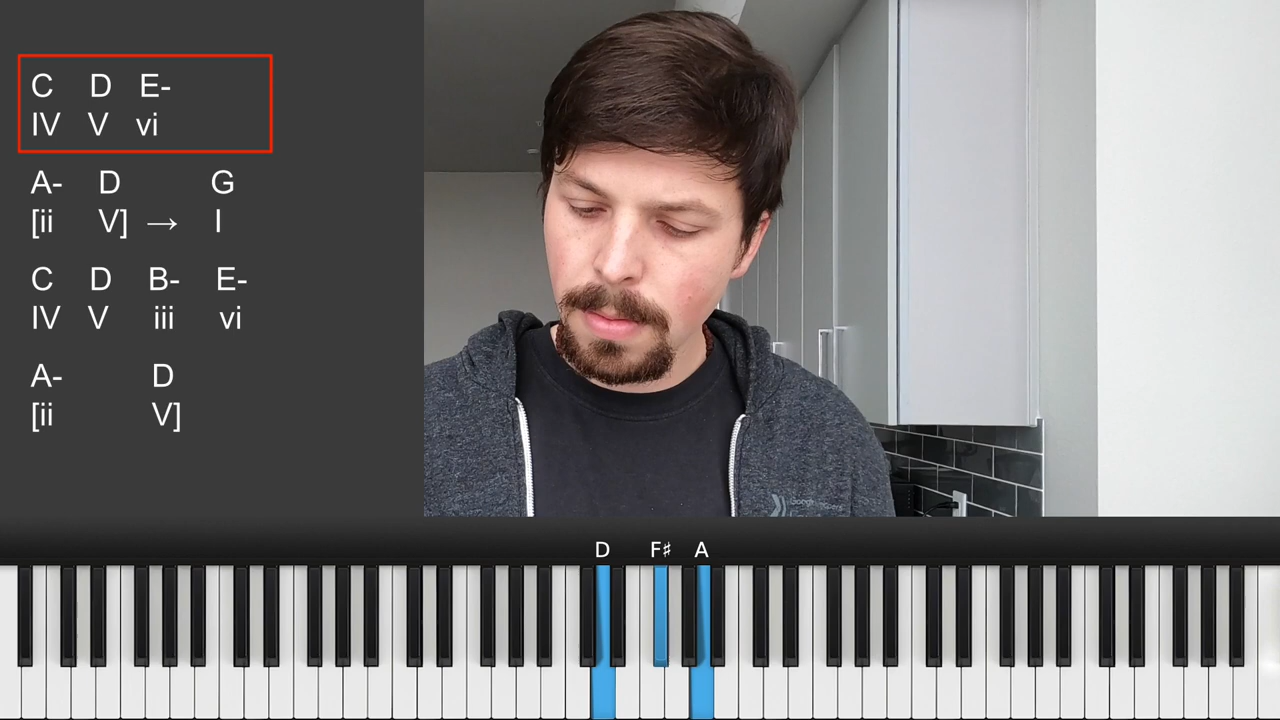 C D E-
IV V vi
A- D G
[ii V] → I
C D B- E-
IV V iii vi
A- D
[ii V]
D F♯ A